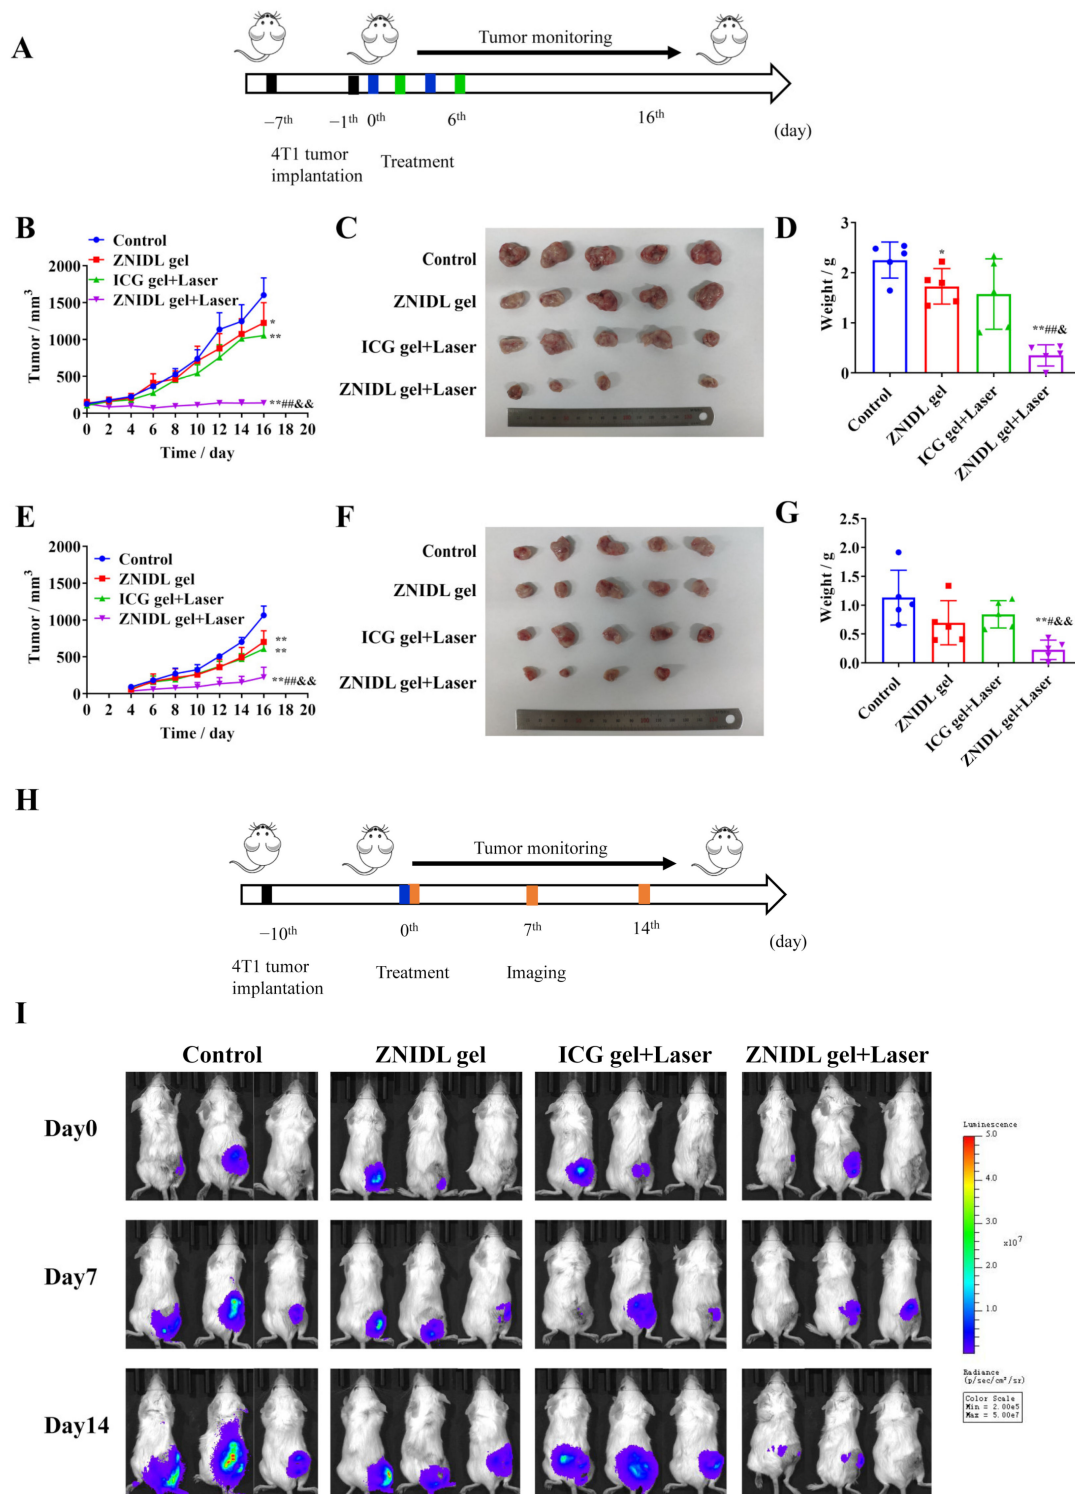 A
Tumor monitoring
−7th −1th 0th 6th 16th
(day)
4T1 tumor
implantation
Treatment
B
Control
ZNIDL gel
ICG gel+Laser
ZNIDL gel+Laser
Tumor / mm3
2000
1500
1000
500
0
*
**
**##&&
0 2 4 6 8 10 12 14 16 18 20
Time / day
C
Control
ZNIDL gel
ICG gel+Laser
ZNIDL gel+Laser
D
Weight / g
3
2
1
0
*
**##&
Control
ZNIDL gel
ICG gel+Laser
ZNIDL gel+Laser
E
Control
ZNIDL gel
ICG gel+Laser
ZNIDL gel+Laser
Tumor / mm3
2000
1500
1000
500
0
**
**
**##&&
0 2 4 6 8 10 12 14 16 18 20
Time / day
F
Control
ZNIDL gel
ICG gel+Laser
ZNIDL gel+Laser
G
Weight / g
2.5
2.0
1.5
1.0
0.5
0.0
**#&&
Control
ZNIDL gel
ICG gel+Laser
ZNIDL gel+Laser
H
Tumor monitoring
−10th 0th 7th 14th
(day)
4T1 tumor
implantation
Treatment
Imaging
I
Control ZNIDL gel ICG gel+Laser ZNIDL gel+Laser
Day0
Day7
Day14
Luminescence
5.0
4.0
3.0
x10^7
2.0
1.0
Radiance
(p/sec/cm²/sr)
Color Scale
Min = 2.00e5
Max = 5.00e7